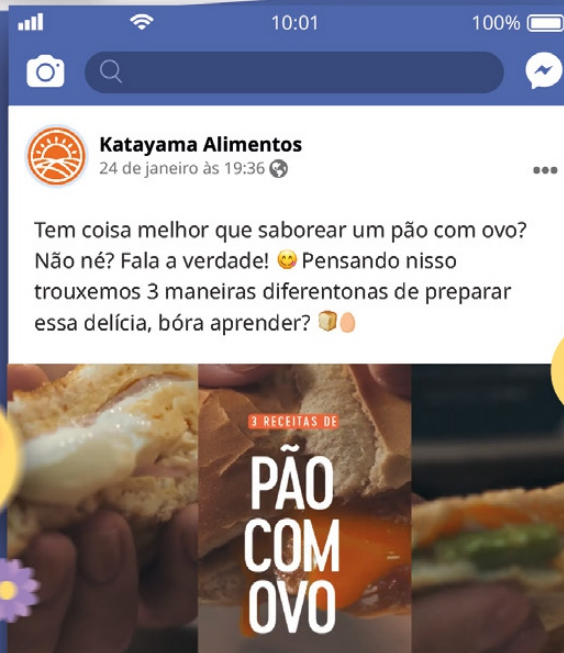 10:01
100%
Katayama Alimentos
24 de janeiro às 19:36
Tem coisa melhor que saborear um pão com ovo?
Não né? Fala a verdade! 😋 Pensando nisso
trouxemos 3 maneiras diferentonas de preparar
essa delícia, bóra aprender? 🍞🥚
3 RECEITAS DE
PÃO
COM
OVO